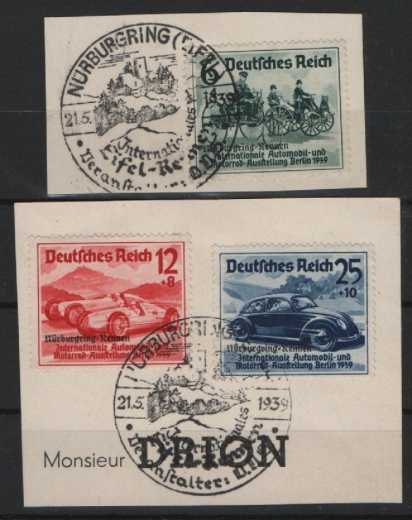 NÜRBURGRING (EIFEL)
6
Deutsches Reich
21.5. 1939
Nürburgring-Rennen
Internationale Automobil-und
Motorrad-Ausstellung Berlin 1939
Internationales
Eifel-Rennen
Veranstalter: D.D.
Deutsches Reich 12
+8
Nürburgring-Rennen
Internationale Automobil-und
Motorrad-Ausstellung Berlin 1939
Deutsches Reich 25
+10
Nürburgring-Rennen
Internationale Automobil-und
Motorrad-Ausstellung Berlin 1939
NÜRBURGRING
21.5. 1939
Internationales
Veranstalter:
Monsieur DRION